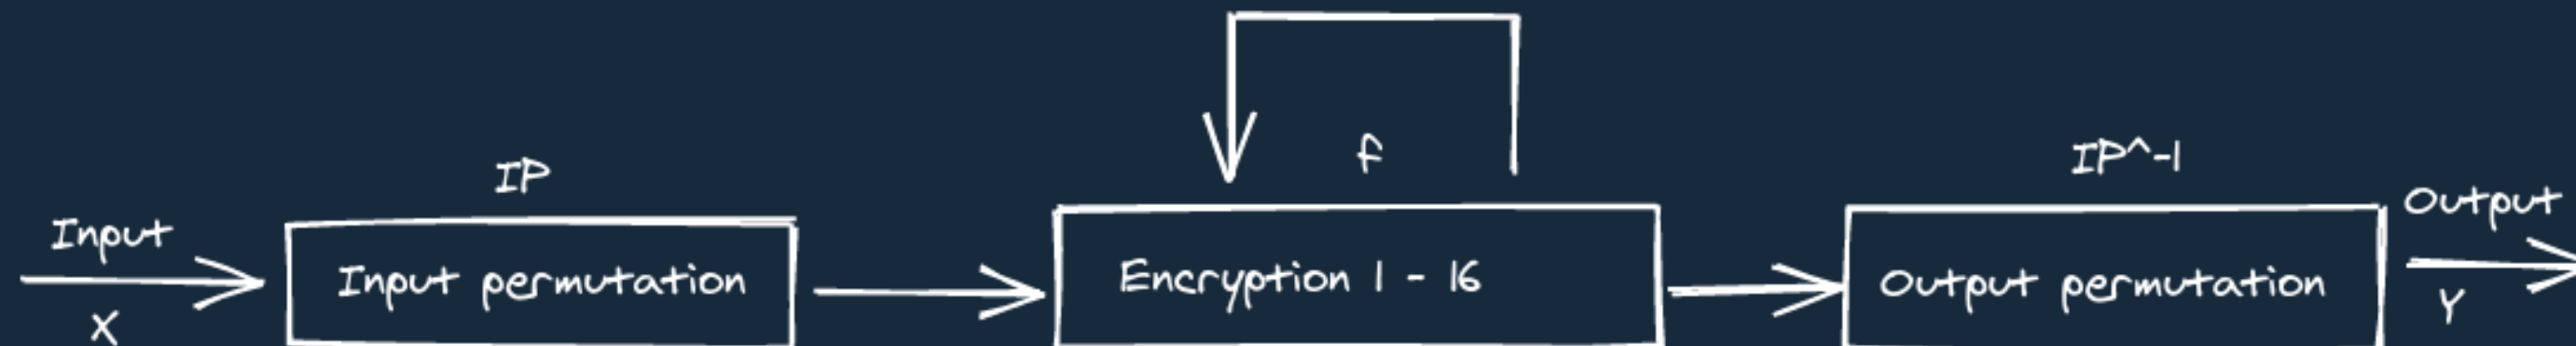 Input
X
IP
Input permutation
f
Encryption 1 - 16
IP^-1
Output permutation
Output
Y